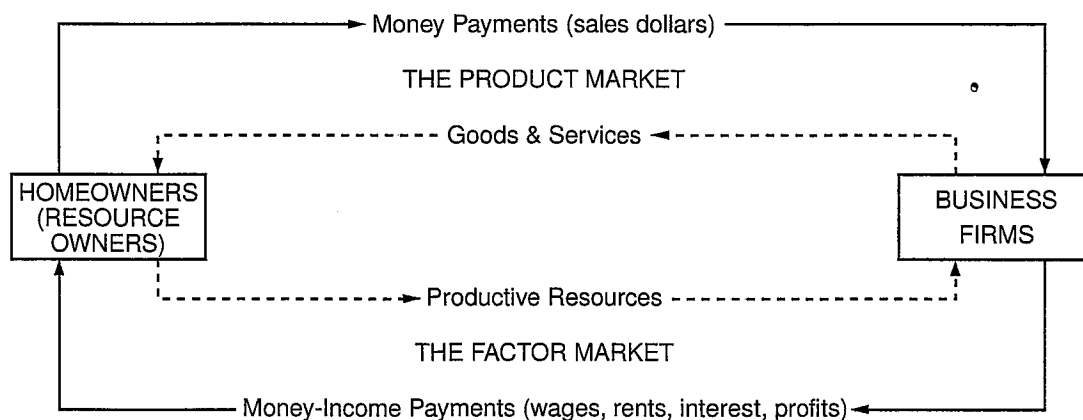 Money Payments (sales dollars)
THE PRODUCT MARKET
Goods & Services
HOMEOWNERS
(RESOURCE
OWNERS)
BUSINESS
FIRMS
Productive Resources
THE FACTOR MARKET
Money-Income Payments (wages, rents, interest, profits)